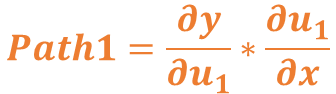 Path1 = ∂y/∂u₁ * ∂u₁/∂x